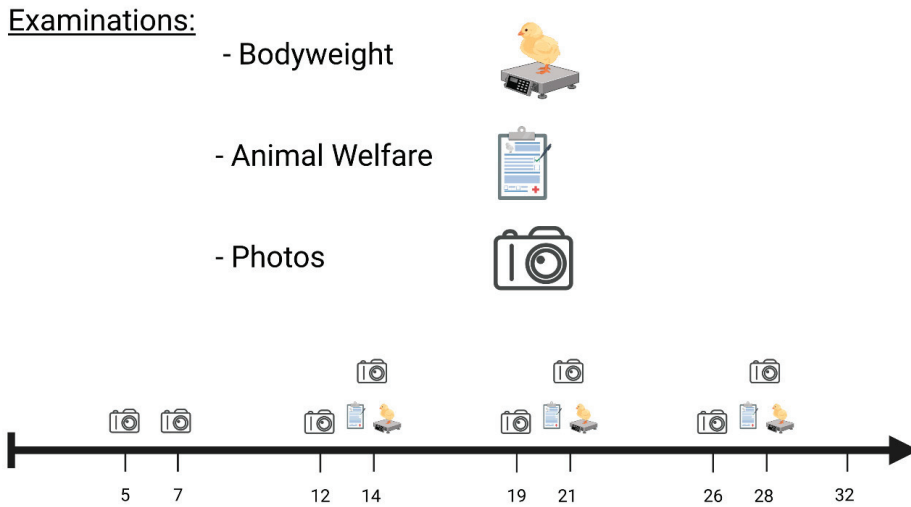 Examinations:
- Bodyweight
- Animal Welfare
- Photos
5 7 12 14 19 21 26 28 32